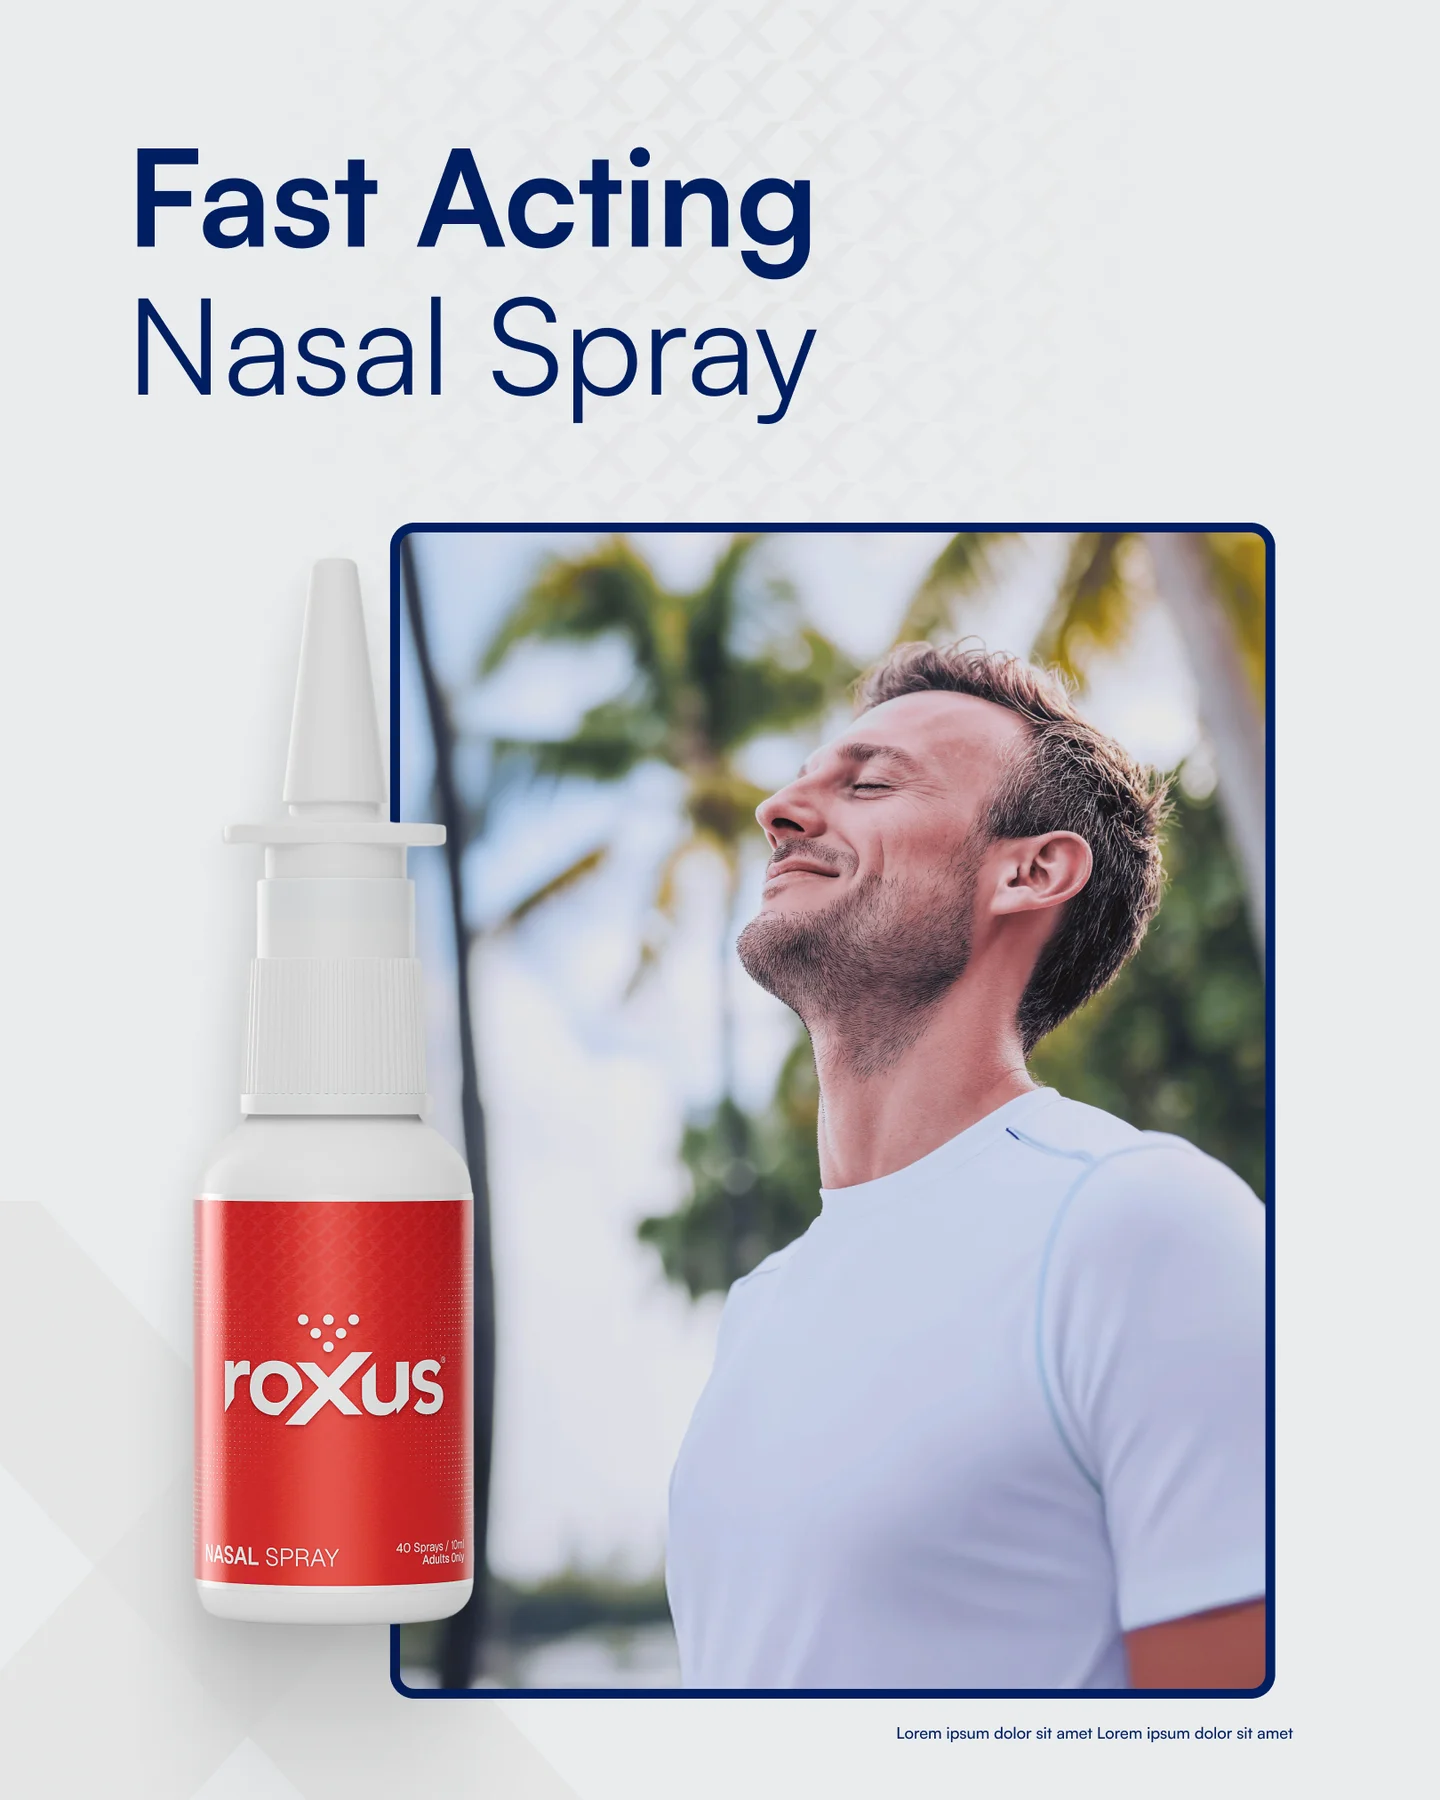 Fast Acting
Nasal Spray
roxus
NASAL SPRAY
40 Sprays / 10ml
Adults Only
Lorem ipsum dolor sit amet Lorem ipsum dolor sit amet